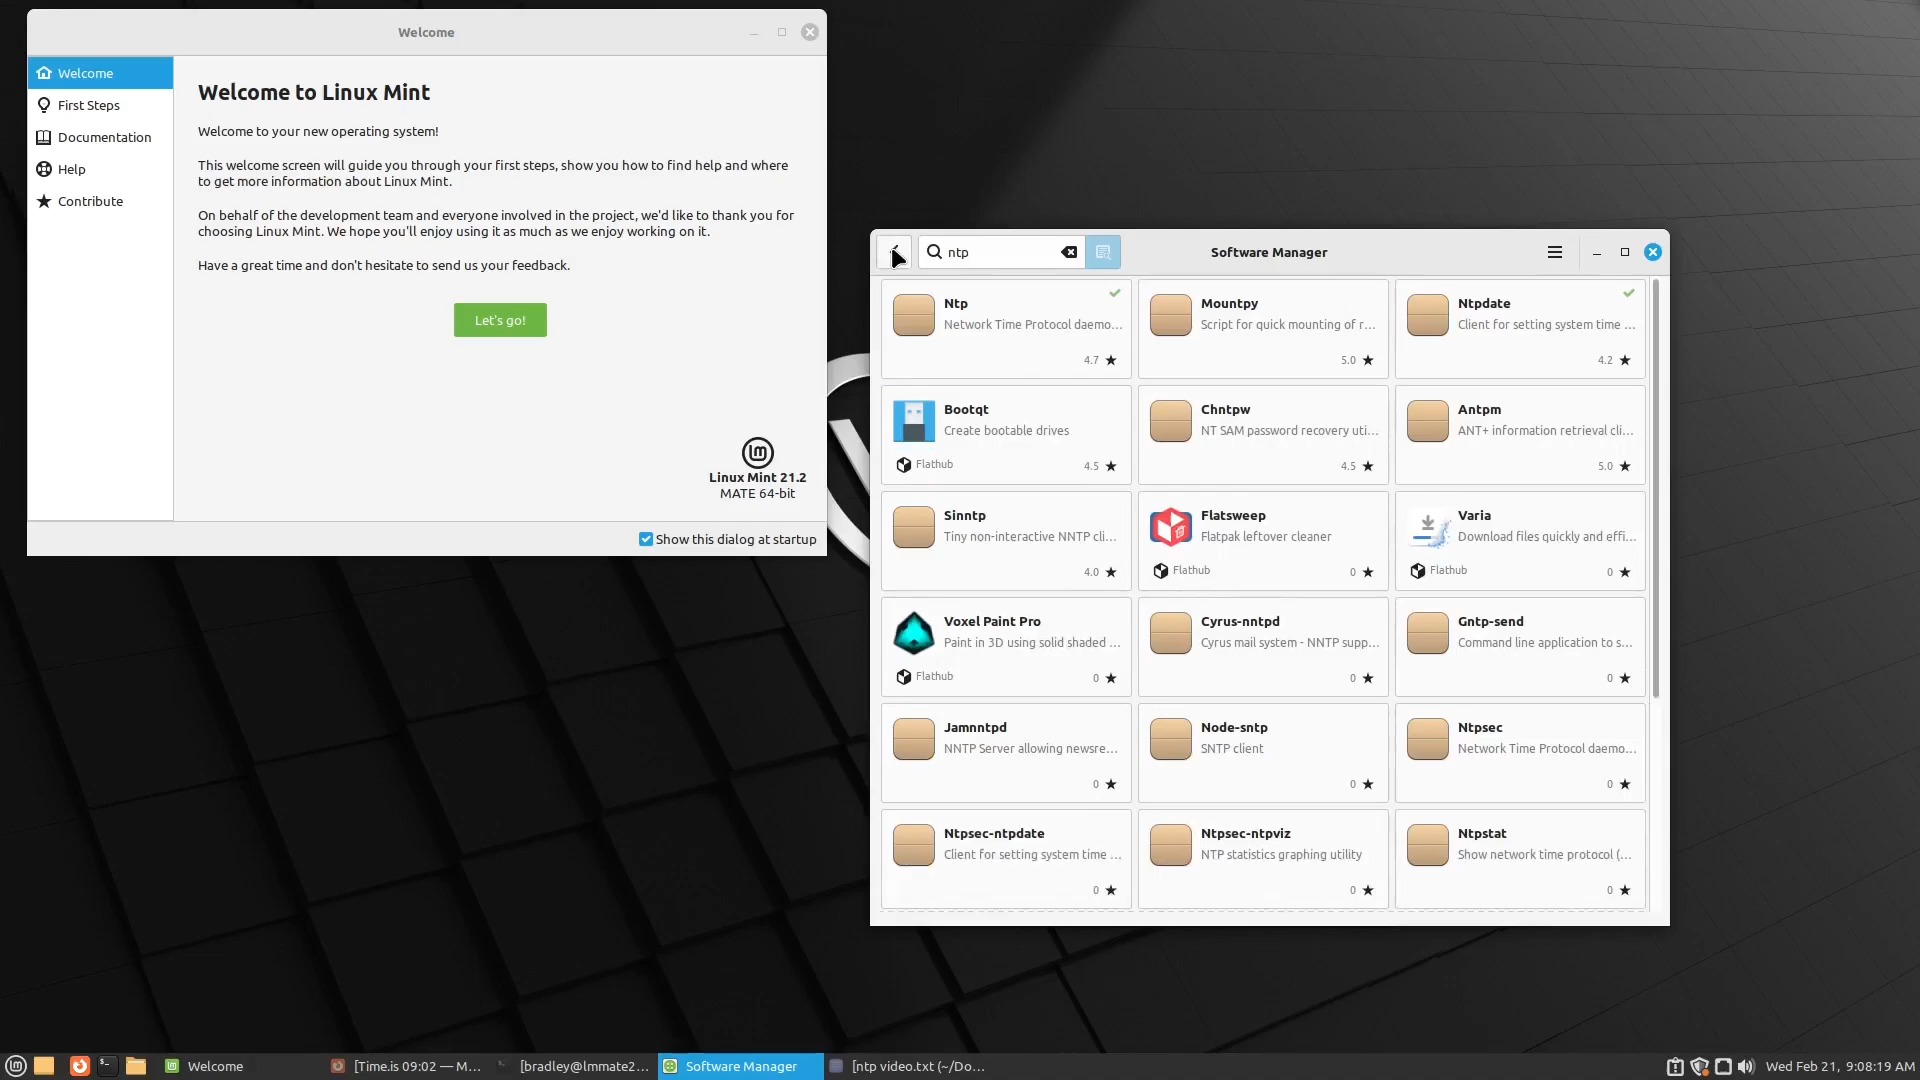 Welcome
Welcome
First Steps
Documentation
Help
Contribute
Welcome to Linux Mint
Welcome to your new operating system!
This welcome screen will guide you through your first steps, show you how to find help and where
to get more information about Linux Mint.
On behalf of the development team and everyone involved in the project, we'd like to thank you for
choosing Linux Mint. We hope you'll enjoy using it as much as we enjoy working on it.
Have a great time and don't hesitate to send us your feedback.
Let's go!
Linux Mint 21.2
MATE 64-bit
Show this dialog at startup
ntp
Software Manager
Ntp
Network Time Protocol daemo...
4.7
Mountpy
Script for quick mounting of r...
5.0
Ntpdate
Client for setting system time ...
4.2
Bootqt
Create bootable drives
Flathub
4.5
Chntpw
NT SAM password recovery uti...
4.5
Antpm
ANT+ information retrieval cli...
5.0
Sinntp
Tiny non-interactive NNTP cli...
4.0
Flatsweep
Flatpak leftover cleaner
Flathub
0
Varia
Download files quickly and effi...
Flathub
0
Voxel Paint Pro
Paint in 3D using solid shaded ...
Flathub
0
Cyrus-nntpd
Cyrus mail system - NNTP supp...
0
Gntp-send
Command line application to s...
0
Jamnntpd
NNTP Server allowing newsre...
0
Node-sntp
SNTP client
0
Ntpsec
Network Time Protocol daemo...
0
Ntpsec-ntpdate
Client for setting system time ...
0
Ntpsec-ntpviz
NTP statistics graphing utility
0
Ntpstat
Show network time protocol (...
0
Welcome
[Time.is 09:02 — M...
[bradley@lmmate2...
Software Manager
[ntp video.txt (~/Do...
Wed Feb 21, 9:08:19 AM